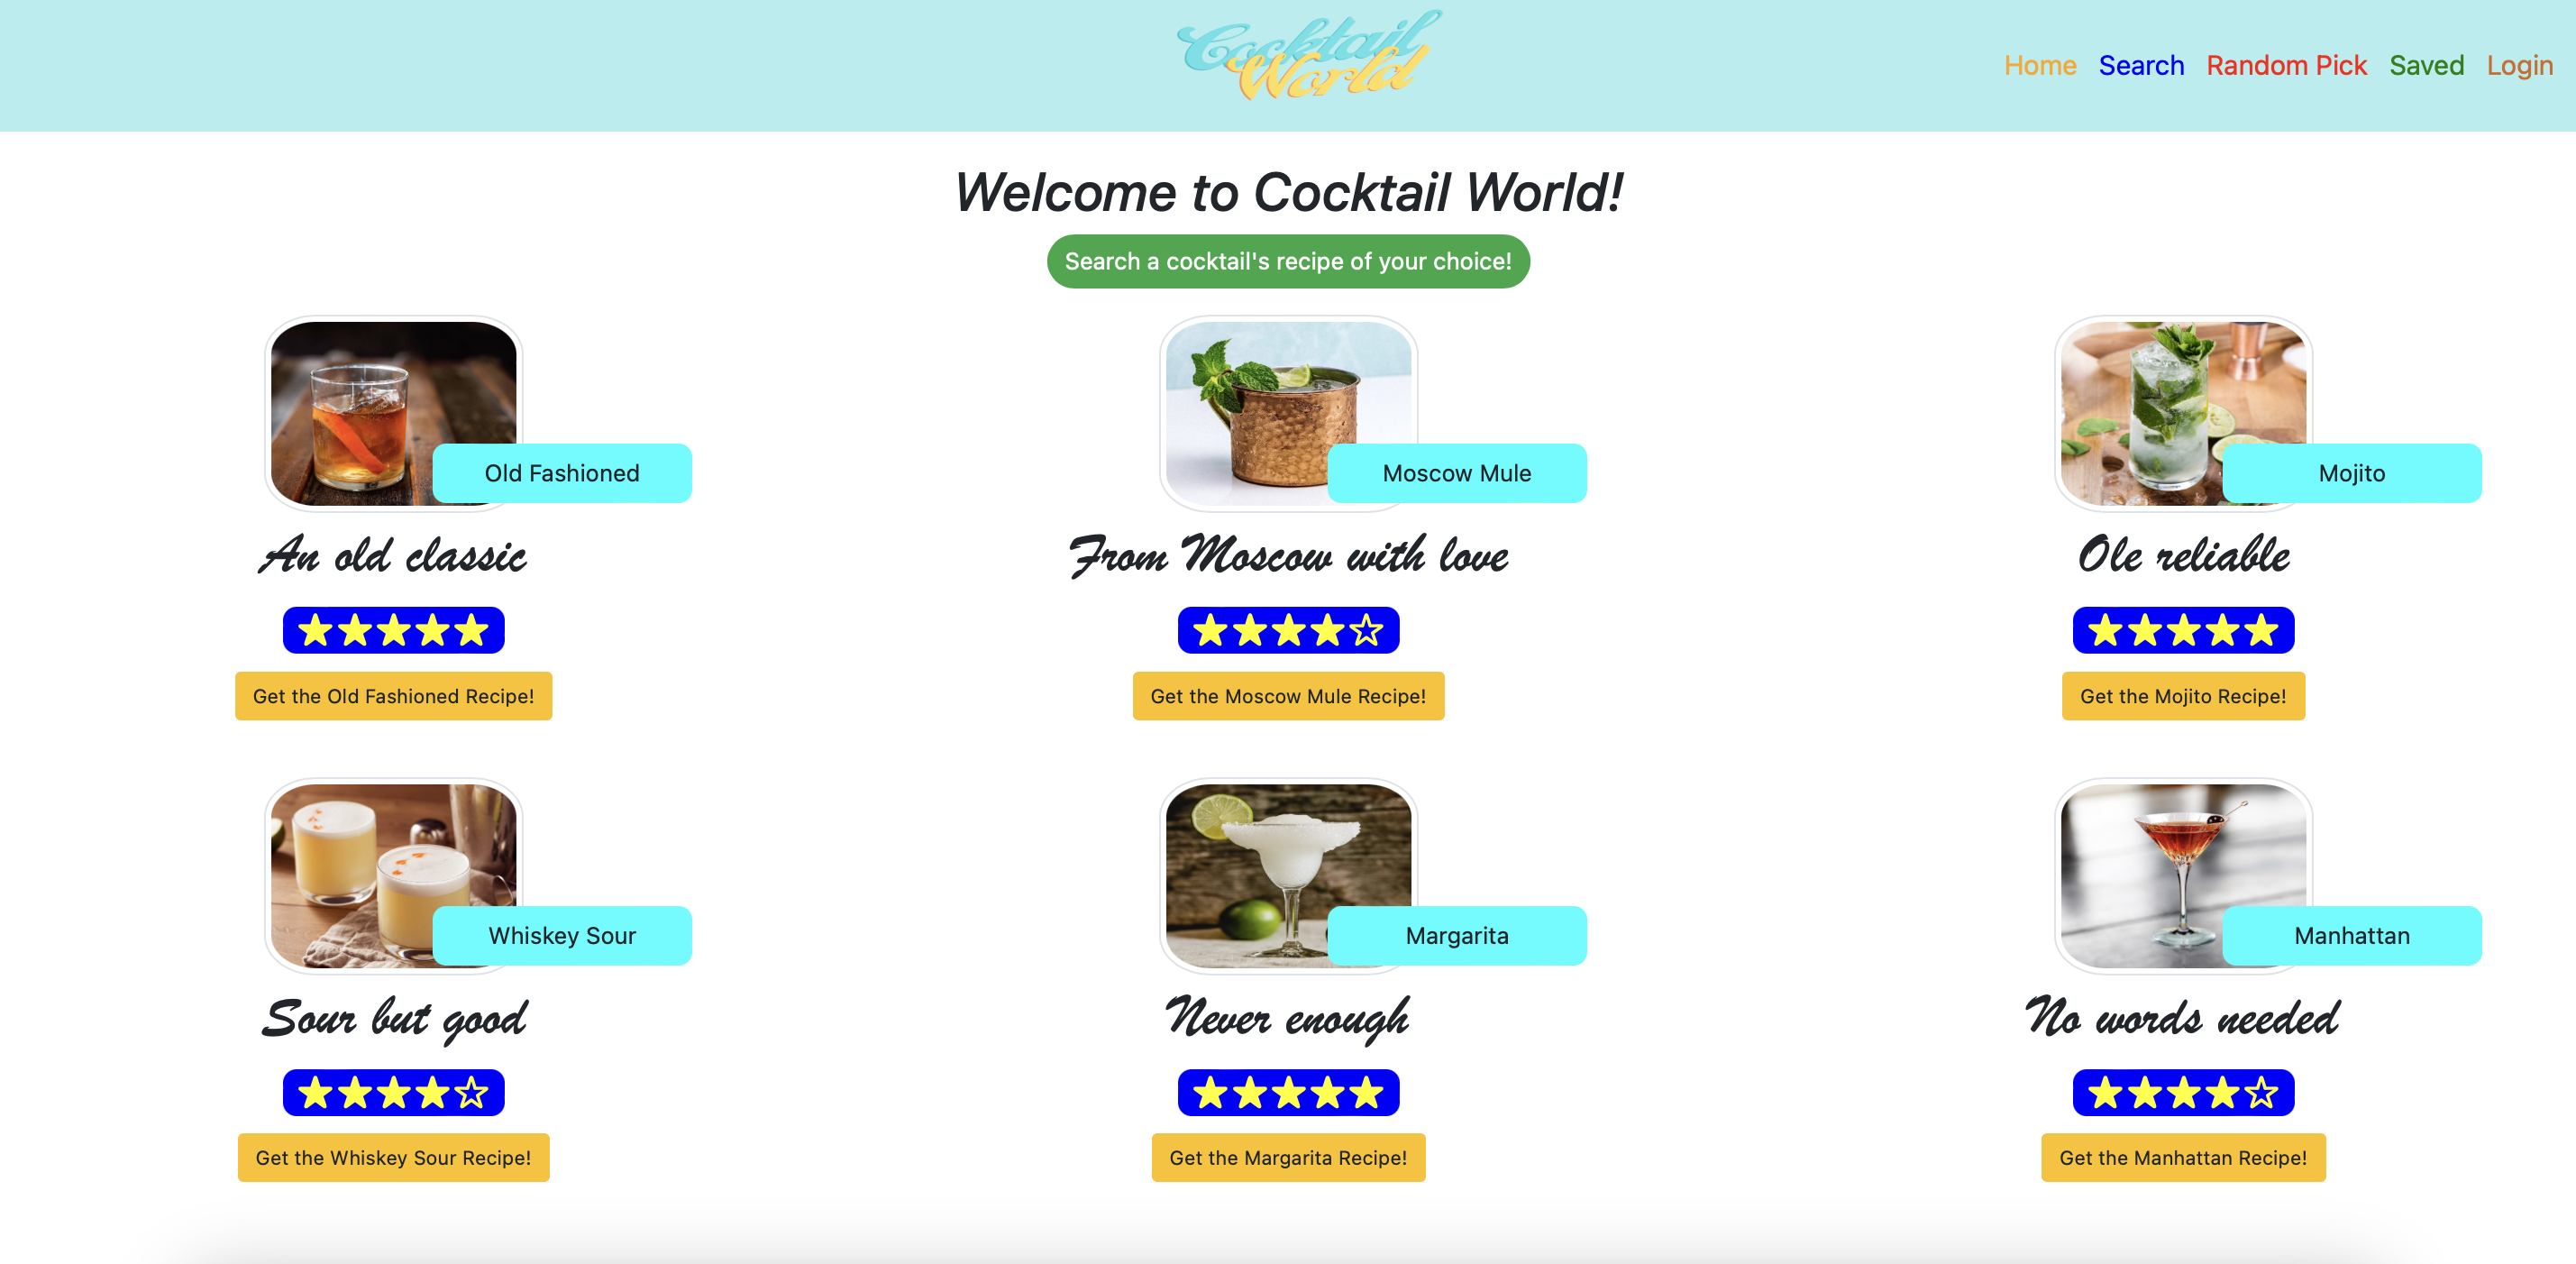 Cocktail
World
Home Search Random Pick Saved Login
Welcome to Cocktail World!
Search a cocktail's recipe of your choice!
Old Fashioned
Moscow Mule
Mojito
An old classic
From Moscow with love
Ole reliable
Get the Old Fashioned Recipe!
Get the Moscow Mule Recipe!
Get the Mojito Recipe!
Whiskey Sour
Margarita
Manhattan
Sour but good
Never enough
No words needed
Get the Whiskey Sour Recipe!
Get the Margarita Recipe!
Get the Manhattan Recipe!